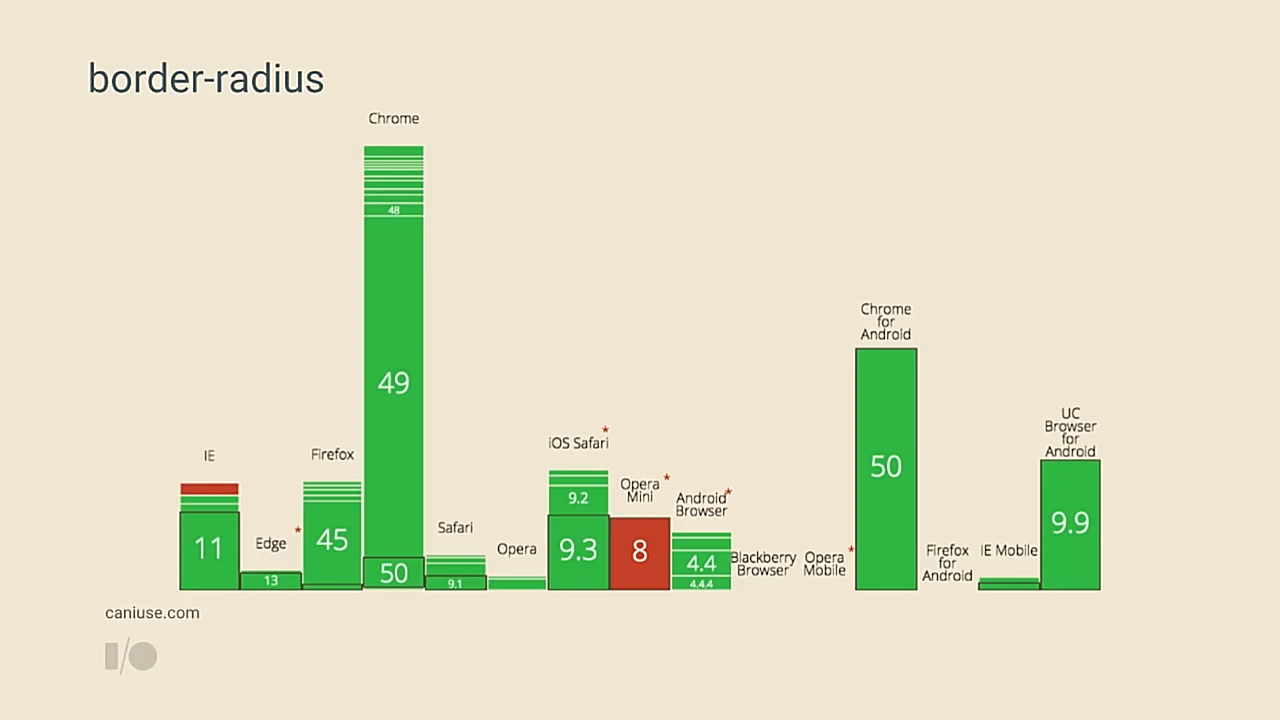 border-radius
Chrome
48
49
50
IE
11
Edge *
13
Firefox
45
Safari
9.1
Opera
iOS Safari *
9.2
9.3
Opera *
Mini
8
Android *
Browser
4.4
4.4.4
Blackberry
Browser
Opera *
Mobile
Chrome
for
Android
50
Firefox
for
Android
IE Mobile
UC
Browser
for
Android
9.9
caniuse.com
I/O